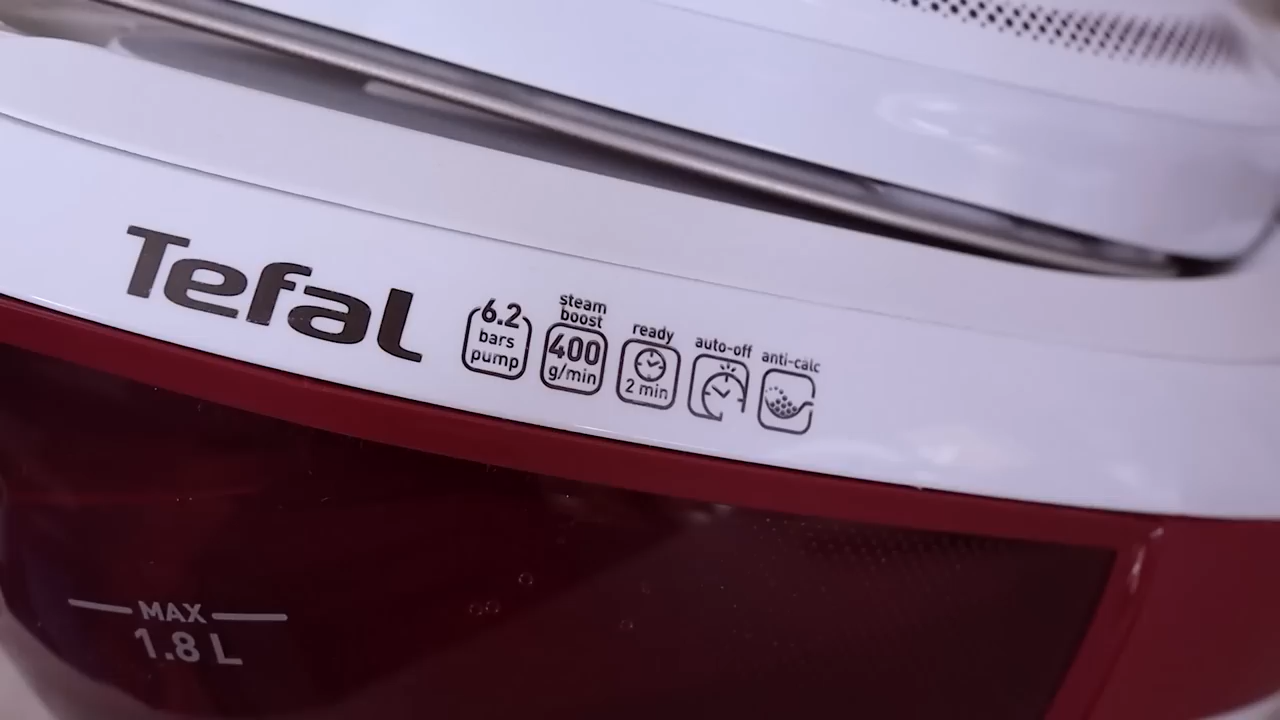 Tefal
6.2
bars
pump
steam
boost
400
g/min
ready
2 min
auto-off
anti-calc
MAX
1.8 L